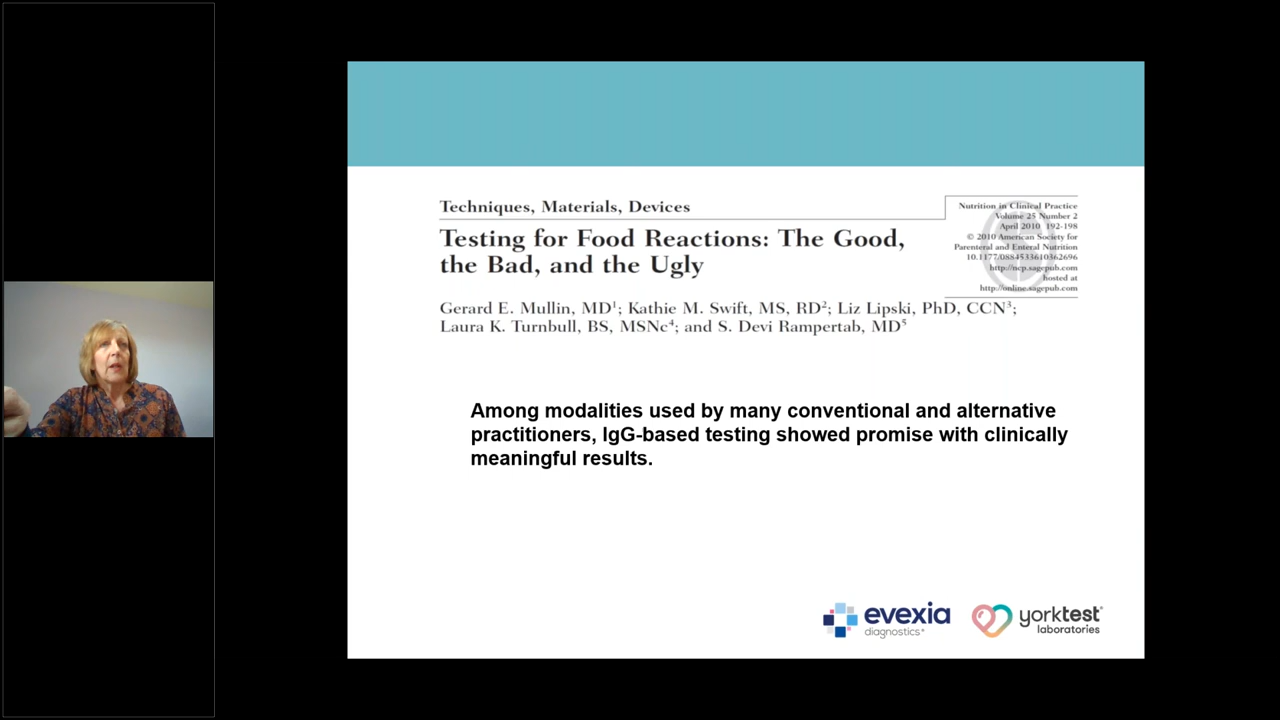 Techniques, Materials, Devices
Testing for Food Reactions: The Good,
the Bad, and the Ugly
Nutrition in Clinical Practice
Volume 25 Number 2
April 2010 192-198
© 2010 American Society for
Parenteral and Enteral Nutrition
10.1177/0884533610362696
http://ncp.sagepub.com
hosted at
http://online.sagepub.com
Gerard E. Mullin, MD¹; Kathie M. Swift, MS, RD²; Liz Lipski, PhD, CCN³;
Laura K. Turnbull, BS, MSNc⁴; and S. Devi Rampertab, MD⁵
Among modalities used by many conventional and alternative
practitioners, IgG-based testing showed promise with clinically
meaningful results.
evexia
diagnostics
yorktest
laboratories